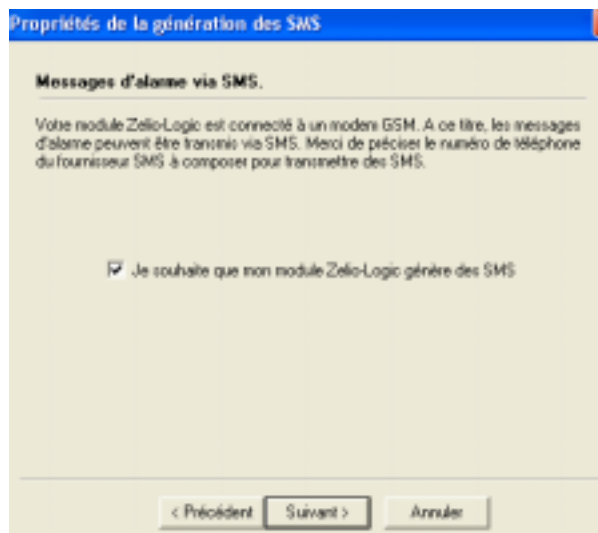 Propriétés de la génération des SMS
Messages d'alarme via SMS.
Votre module Zelio-Logic est connecté à un modem GSM. A ce titre, les messages
d'alarme peuvent être transmis via SMS. Merci de préciser le numéro de téléphone
du fournisseur SMS à composer pour transmettre des SMS.
Je souhaite que mon module Zelio-Logic génère des SMS
< Précédent
Suivant >
Annuler